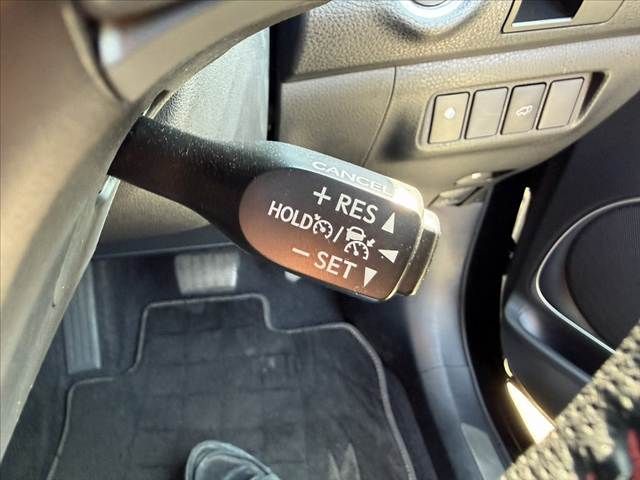 CANCEL
+ RES ▲
HOLD / ◀
− SET ▼